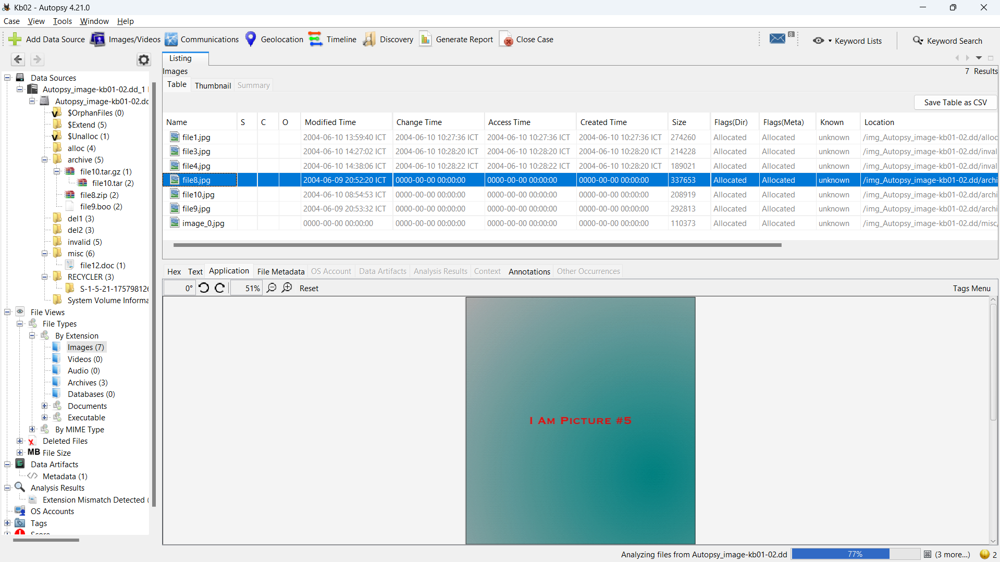 Kb02 - Autopsy 4.21.0
Case View Tools Window Help
Add Data Source Images/Videos Communications Geolocation Timeline Discovery Generate Report Close Case 8 Keyword Lists Keyword Search
Listing
Images 7 Results
Table Thumbnail Summary
Save Table as CSV
Name S C O Modified Time Change Time Access Time Created Time Size Flags(Dir) Flags(Meta) Known Location
file1.jpg 2004-06-10 13:59:40 ICT 2004-06-10 10:27:36 ICT 2004-06-10 10:27:36 ICT 2004-06-10 10:27:36 ICT 274260 Allocated Allocated unknown /img_Autopsy_image-kb01-02.dd/alloc
file3.jpg 2004-06-10 14:27:02 ICT 2004-06-10 10:28:20 ICT 2004-06-10 10:28:20 ICT 2004-06-10 10:28:20 ICT 214228 Allocated Allocated unknown /img_Autopsy_image-kb01-02.dd/inval
file4.jpg 2004-06-10 14:38:06 ICT 2004-06-10 10:28:22 ICT 2004-06-10 10:28:22 ICT 2004-06-10 10:28:20 ICT 189021 Allocated Allocated unknown /img_Autopsy_image-kb01-02.dd/inval
file8.jpg 2004-06-09 20:52:20 ICT 0000-00-00 00:00:00 0000-00-00 00:00:00 0000-00-00 00:00:00 337653 Allocated Allocated unknown /img_Autopsy_image-kb01-02.dd/archi
file10.jpg 2004-06-10 08:54:53 ICT 0000-00-00 00:00:00 0000-00-00 00:00:00 0000-00-00 00:00:00 208919 Allocated Allocated unknown /img_Autopsy_image-kb01-02.dd/archi
file9.jpg 2004-06-09 20:53:32 ICT 0000-00-00 00:00:00 0000-00-00 00:00:00 0000-00-00 00:00:00 292813 Allocated Allocated unknown /img_Autopsy_image-kb01-02.dd/archi
image_0.jpg 0000-00-00 00:00:00 0000-00-00 00:00:00 0000-00-00 00:00:00 0000-00-00 00:00:00 110373 Allocated Allocated unknown /img_Autopsy_image-kb01-02.dd/misc,
Data Sources
Autopsy_image-kb01-02.dd_1
Autopsy_image-kb01-02.dd
$OrphanFiles (0)
$Extend (5)
$Unalloc (1)
alloc (4)
archive (5)
file10.tar.gz (1)
file10.tar (2)
file8.zip (2)
file9.boo (2)
del1 (3)
del2 (3)
invalid (5)
misc (6)
file12.doc (1)
RECYCLER (3)
S-1-5-21-175798126
System Volume Informa
File Views
File Types
By Extension
Images (7)
Videos (0)
Audio (0)
Archives (3)
Databases (0)
Documents
Executable
By MIME Type
Deleted Files
MB File Size
Data Artifacts
Metadata (1)
Analysis Results
Extension Mismatch Detected (
OS Accounts
Tags
Score
Hex Text Application File Metadata OS Account Data Artifacts Analysis Results Context Annotations Other Occurrences
0° 51% Reset Tags Menu
I Am Picture #5
Analyzing files from Autopsy_image-kb01-02.dd 77% (3 more...) 2